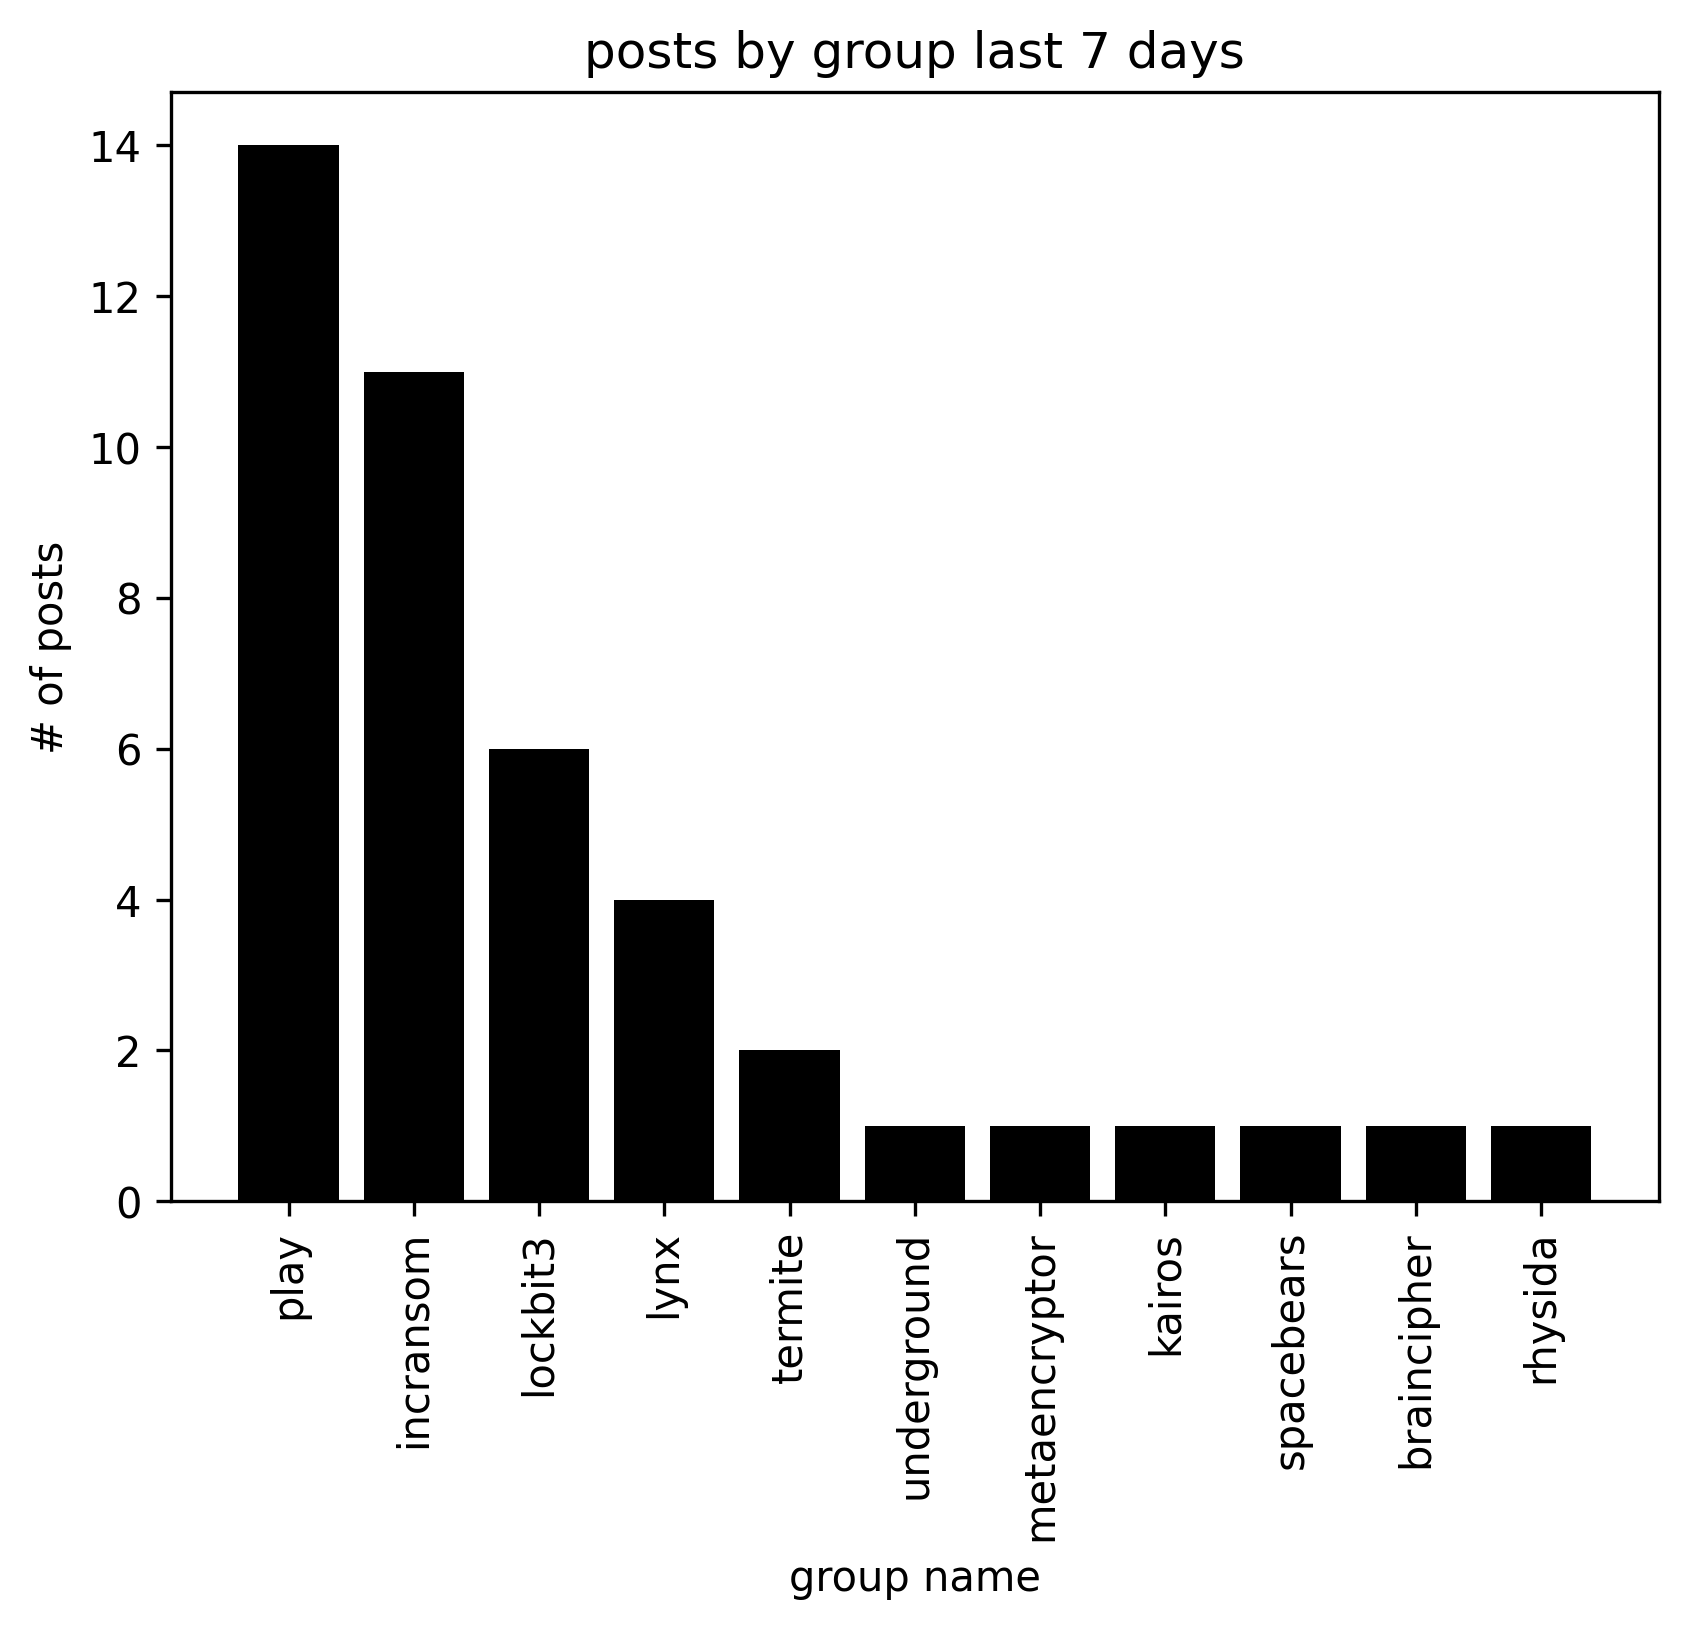 posts by group last 7 days
# of posts
14
12
10
8
6
4
2
0
play
incransom
lockbit3
lynx
termite
underground
metaencryptor
kairos
spacebears
braincipher
rhysida
group name